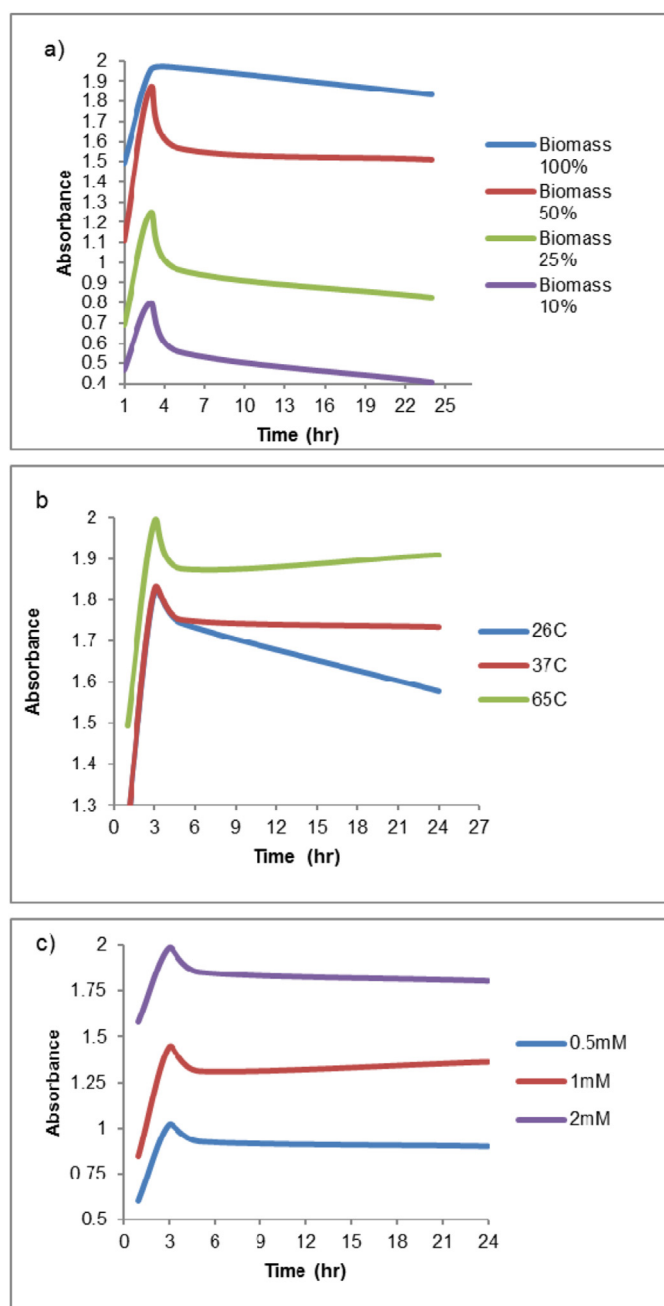 a)
2
1.9
1.8
1.7
1.6
1.5
1.4
1.3
1.2
1.1
1
0.9
0.8
0.7
0.6
0.5
0.4
Absorbance
1 4 7 10 13 16 19 22 25
Time (hr)
Biomass
100%
Biomass
50%
Biomass
25%
Biomass
10%
b
2
1.9
1.8
1.7
1.6
1.5
1.4
1.3
Absorbance
0 3 6 9 12 15 18 21 24 27
Time (hr)
26C
37C
65C
c)
2
1.75
1.5
1.25
1
0.75
0.5
Absorbance
0 3 6 9 12 15 18 21 24
Time (hr)
0.5mM
1mM
2mM